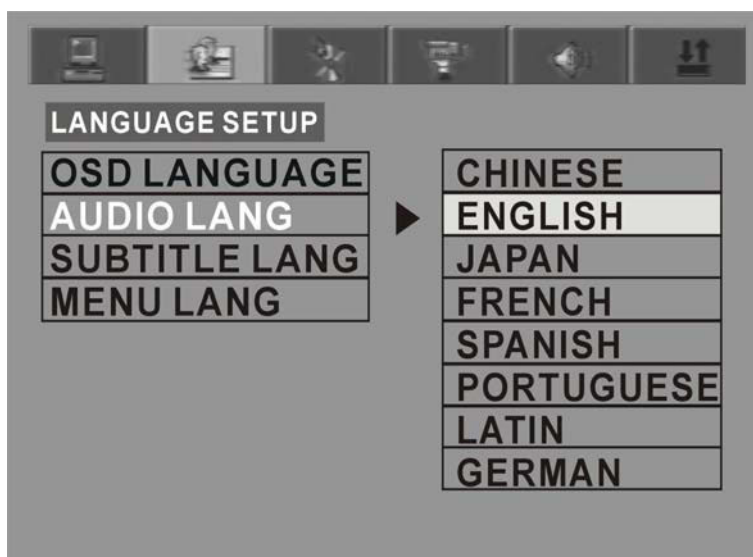 LANGUAGE SETUP
OSD LANGUAGE
AUDIO LANG
SUBTITLE LANG
MENU LANG
CHINESE
ENGLISH
JAPAN
FRENCH
SPANISH
PORTUGUESE
LATIN
GERMAN